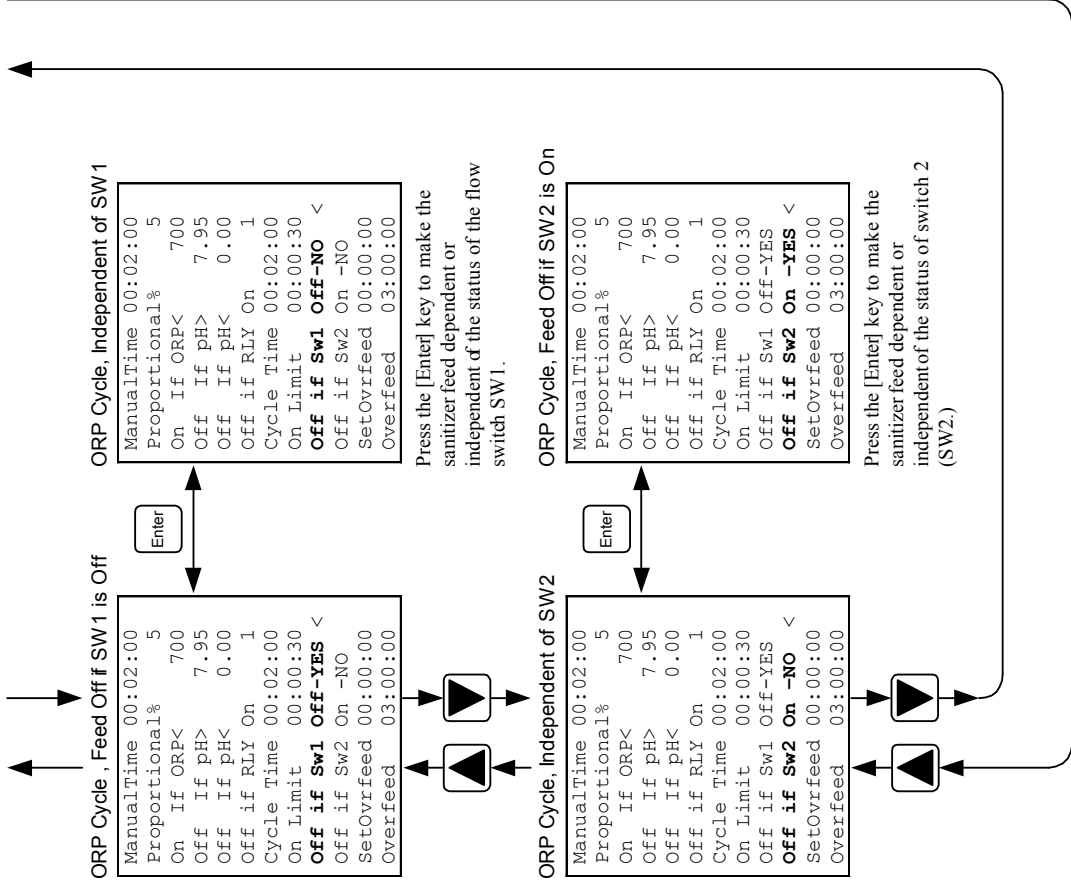 ORP Cycle , Feed Off if SW1 is Off
ManualTime 00:02:00
Proportional% 5
On If ORP< 700
Off If pH> 7.95
Off If pH< 0.00
Off if RLY On 1
Cycle Time 00:02:00
On Limit 00:00:30
Off if Sw1 Off-YES <
Off if Sw2 On -NO
SetOvrfeed 00:00:00
Overfeed 03:00:00
Enter
ORP Cycle, Independent of SW1
ManualTime 00:02:00
Proportional% 5
On If ORP< 700
Off If pH> 7.95
Off If pH< 0.00
Off if RLY On 1
Cycle Time 00:02:00
On Limit 00:00:30
Off if Sw1 Off-NO <
Off if Sw2 On -NO
SetOvrfeed 00:00:00
Overfeed 03:00:00
Press the [Enter] key to make the
sanitizer feed dependent or
independent of the status of the flow
switch SW1.
ORP Cycle, Independent of SW2
ManualTime 00:02:00
Proportional% 5
On If ORP< 700
Off If pH> 7.95
Off If pH< 0.00
Off if RLY On 1
Cycle Time 00:02:00
On Limit 00:00:30
Off if Sw1 Off-YES
Off if Sw2 On -NO <
SetOvrfeed 00:00:00
Overfeed 03:00:00
Enter
ORP Cycle, Feed Off if SW2 is On
ManualTime 00:02:00
Proportional% 5
On If ORP< 700
Off If pH> 7.95
Off If pH< 0.00
Off if RLY On 1
Cycle Time 00:02:00
On Limit 00:00:30
Off if Sw1 Off-YES
Off if Sw2 On -YES <
SetOvrfeed 00:00:00
Overfeed 03:00:00
Press the [Enter] key to make the
sanitizer feed dependent or
independent of the status of switch 2
(SW2.)